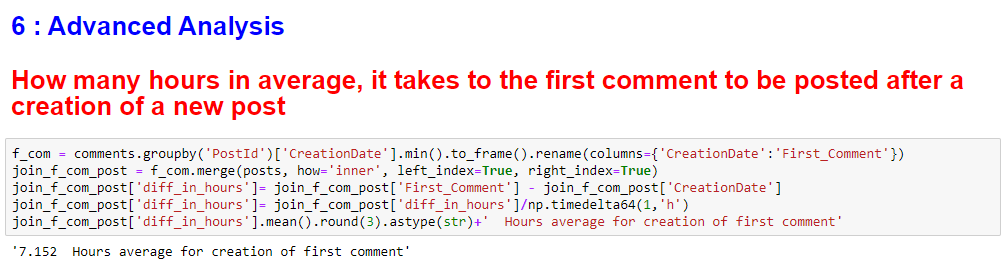 6 : Advanced Analysis
How many hours in average, it takes to the first comment to be posted after a
creation of a new post
f_com = comments.groupby('PostId')['CreationDate'].min().to_frame().rename(columns={'CreationDate':'First_Comment'})
join_f_com_post = f_com.merge(posts, how='inner', left_index=True, right_index=True)
join_f_com_post['diff_in_hours']= join_f_com_post['First_Comment'] - join_f_com_post['CreationDate']
join_f_com_post['diff_in_hours']= join_f_com_post['diff_in_hours']/np.timedelta64(1,'h')
join_f_com_post['diff_in_hours'].mean().round(3).astype(str)+'  Hours average for creation of first comment'
'7.152  Hours average for creation of first comment'